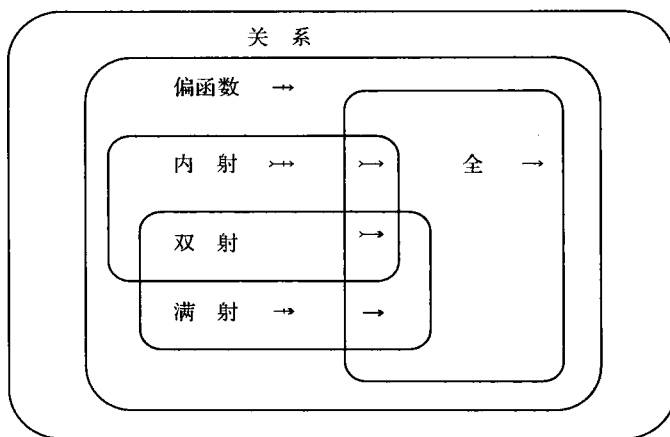 关 系
偏函数 ⇸
内 射 ⤔ ↣ 全 →
双 射 ⤖
满 射 ⤀ →